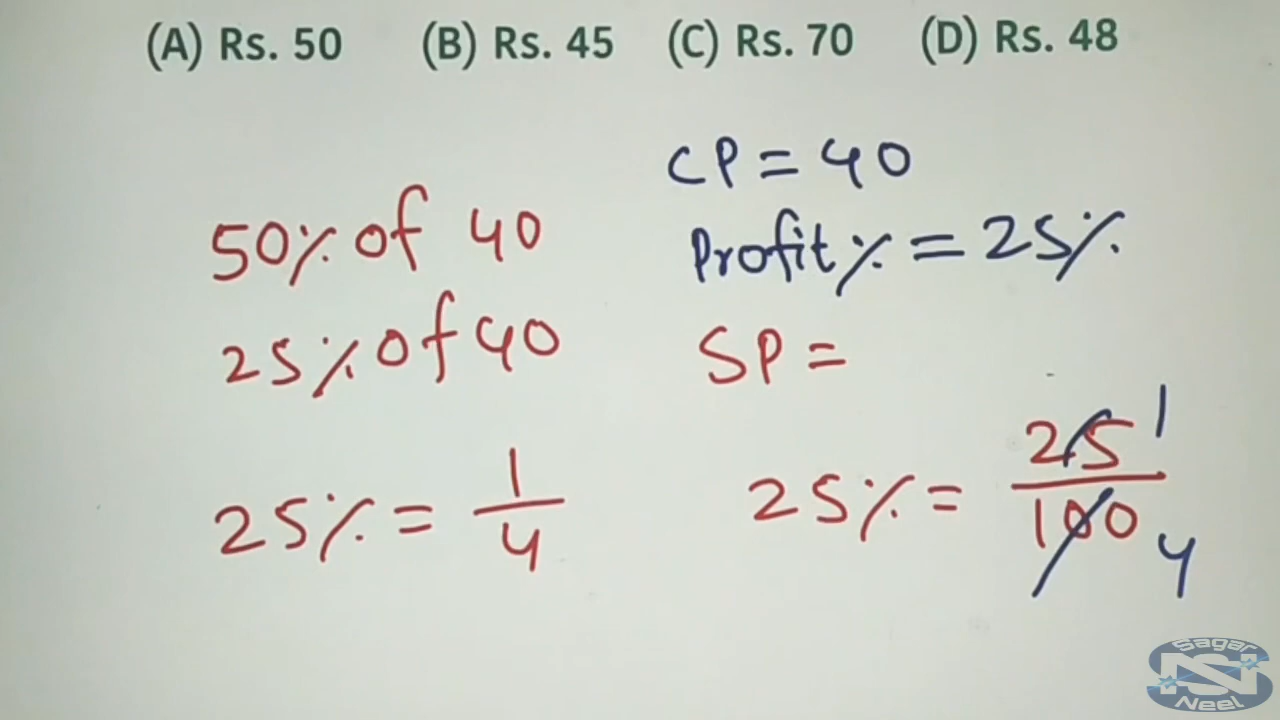 (A) Rs. 50 (B) Rs. 45 (C) Rs. 70 (D) Rs. 48
CP = 40
50% of 40
Profit % = 25%
25% of 40
SP =
25% = 1/4
25% = 25/100 1 4
Sagar
SN
Neel